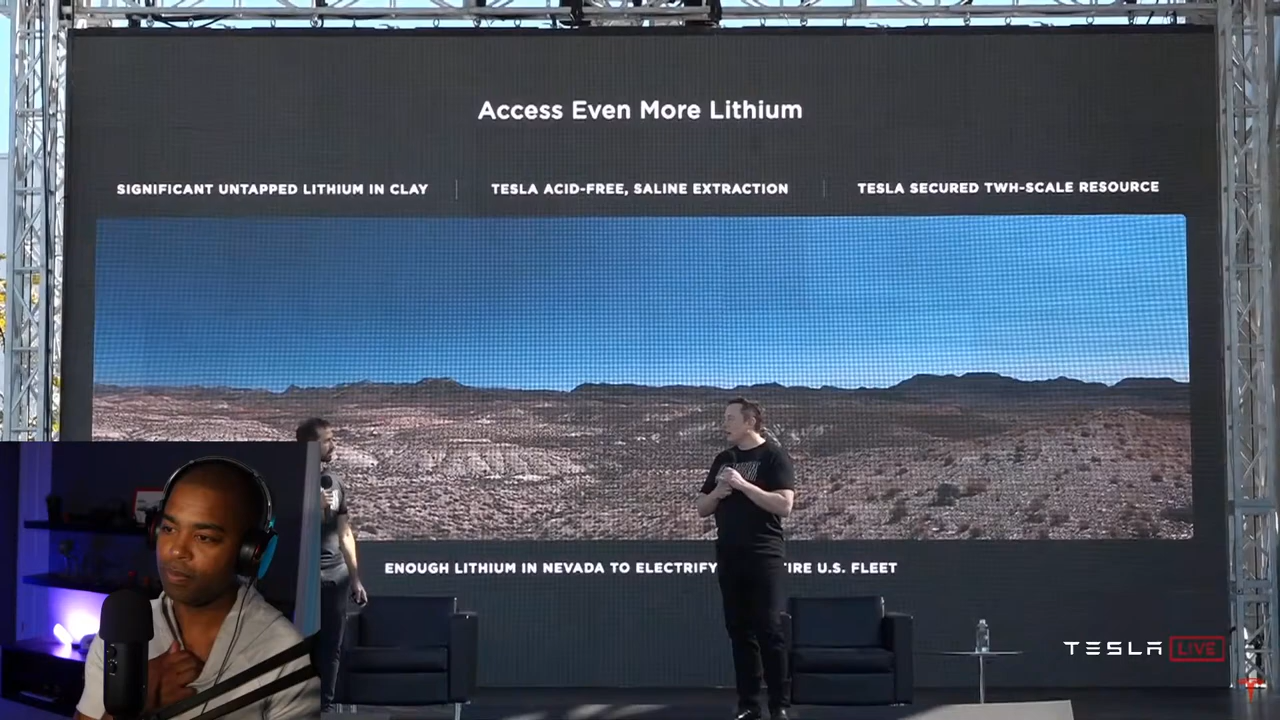 Access Even More Lithium
SIGNIFICANT UNTAPPED LITHIUM IN CLAY
TESLA ACID-FREE, SALINE EXTRACTION
TESLA SECURED TWH-SCALE RESOURCE
ENOUGH LITHIUM IN NEVADA TO ELECTRIFY U.S. FLEET
TESLA LIVE